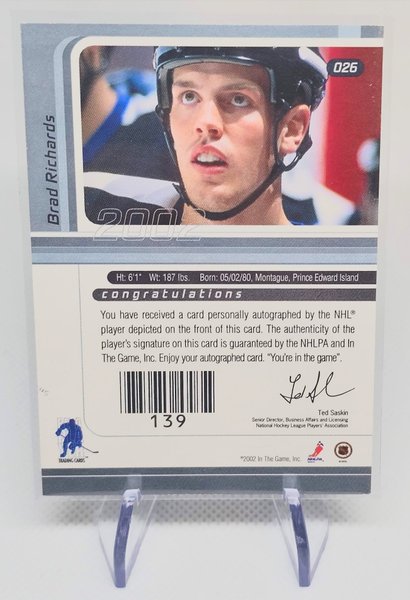 026
Brad Richards
2002
Ht: 6'1" Wt: 187 lbs. Born: 05/02/80, Montague, Prince Edward Island
congratulations
You have received a card personally autographed by the NHL®
player depicted on the front of this card. The authenticity of
the player's signature on this card is guaranteed by the NHLPA and In
The Game, Inc. Enjoy your autographed card. "You're in the game".
139
Ted Saskin
Senior Director, Business Affairs and Licensing
National Hockey League Players' Association
TRADING CARDS
©2002 In The Game, Inc.
NHLPA